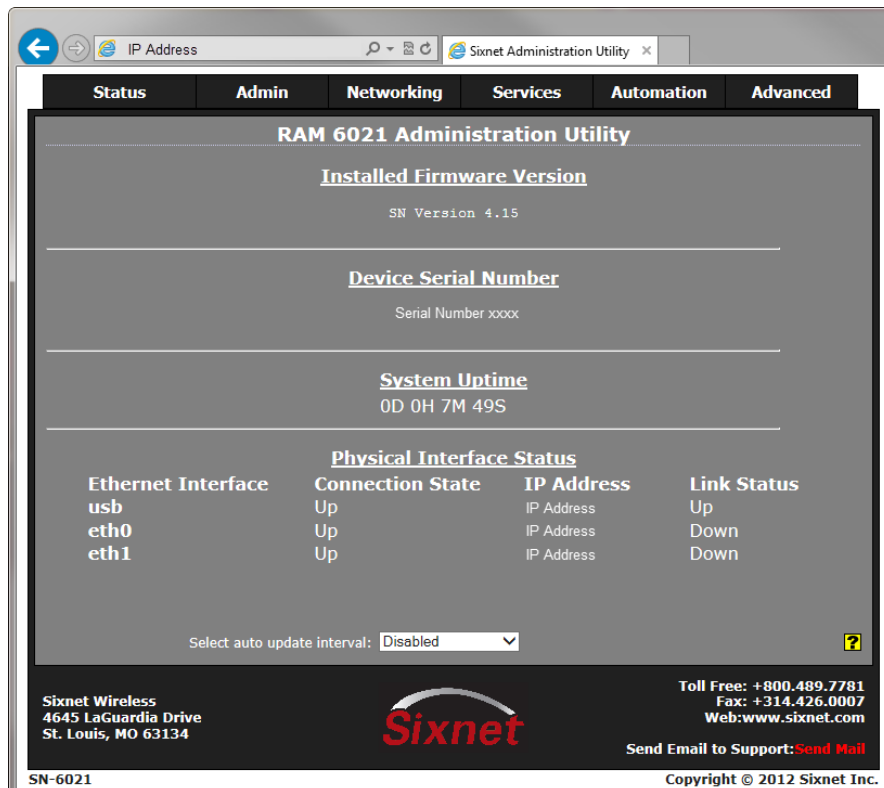 IP Address
Sixnet Administration Utility
Status Admin Networking Services Automation Advanced
RAM 6021 Administration Utility
Installed Firmware Version
SN Version 4.15
Device Serial Number
Serial Number xxxx
System Uptime
0D 0H 7M 49S
Physical Interface Status
Ethernet Interface Connection State IP Address Link Status
usb Up IP Address Up
eth0 Up IP Address Down
eth1 Up IP Address Down
Select auto update interval: Disabled
?
Sixnet Wireless
4645 LaGuardia Drive
St. Louis, MO 63134
Sixnet
Toll Free: +800.489.7781
Fax: +314.426.0007
Web:www.sixnet.com
Send Email to Support:Send Mail
SN-6021
Copyright © 2012 Sixnet Inc.